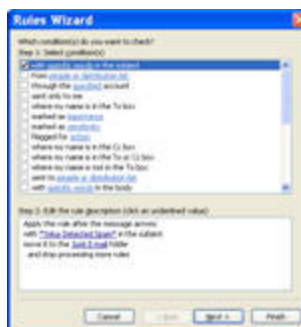 Rules Wizard
Which condition(s) do you want to check?
Step 1: Select condition(s)
with specific words in the subject
from people or distribution list
through the specified account
sent only to me
where my name is in the To box
marked as importance
marked as sensitivity
flagged for action
where my name is in the Cc box
where my name is in the To or Cc box
where my name is not in the To box
sent to people or distribution list
with specific words in the body
Step 2: Edit the rule description (click an underlined value)
Apply this rule after the message arrives
with "Telus Detected Spam" in the subject
move it to the Junk E-mail folder
and stop processing more rules
Cancel
< Back
Next >
Finish